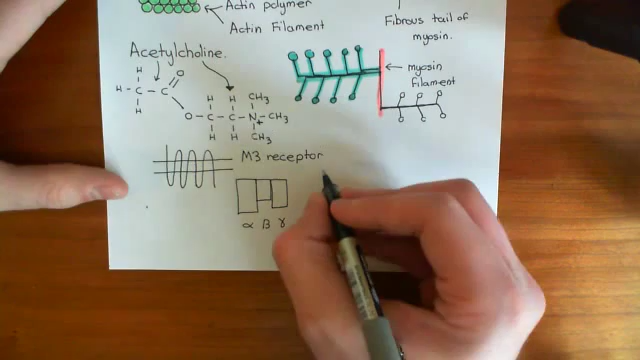 Actin polymer
Actin Filament
Fibrous tail of
myosin.
Acetylcholine.
myosin
filament
H
O
H - C - C
H
H H CH3
O - C - C - N - CH3
+
H H CH3
M3 receptor
α β γ